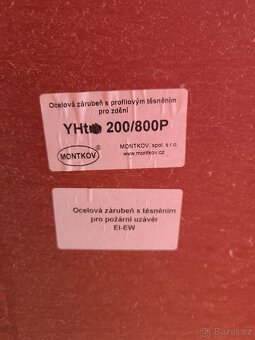 Ocelová zárubeň s profilovým těsněním
pro zdění
YHt 200/800P
MONTKOV
MONTKOV, spol. s r.o.
www.montkov.cz
Ocelová zárubeň s těsněním
pro požární uzávěr
EI-EW
Bazos.cz